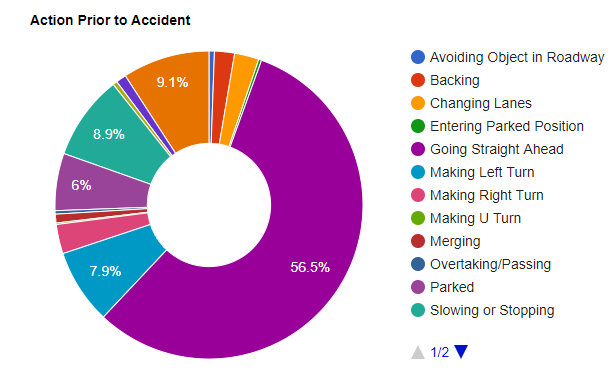 Action Prior to Accident
9.1%
8.9%
6%
7.9%
56.5%
Avoiding Object in Roadway
Backing
Changing Lanes
Entering Parked Position
Going Straight Ahead
Making Left Turn
Making Right Turn
Making U Turn
Merging
Overtaking/Passing
Parked
Slowing or Stopping
1/2